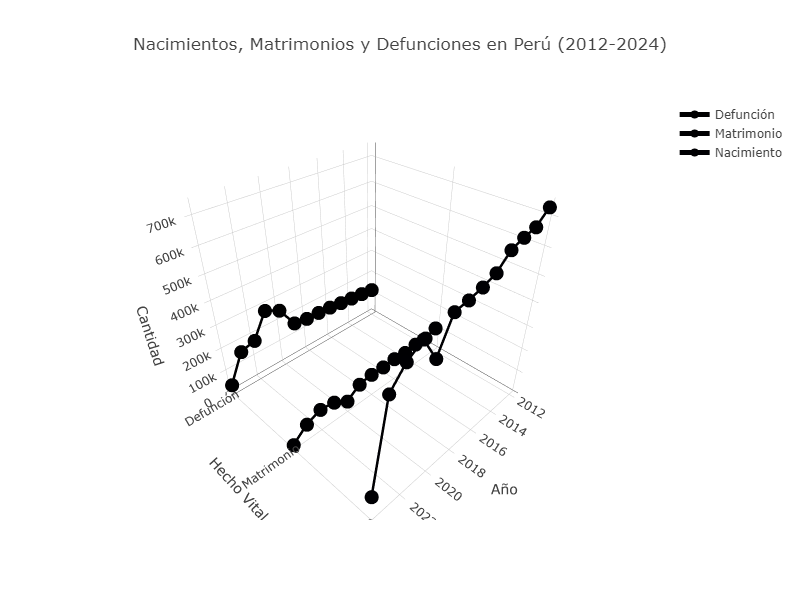 Nacimientos, Matrimonios y Defunciones en Perú (2012-2024)
Defunción
Matrimonio
Nacimiento
700k
600k
500k
400k
300k
200k
100k
0
Cantidad
Defunción
Matrimonio
Hecho Vital
2012
2014
2016
2018
2020
Año